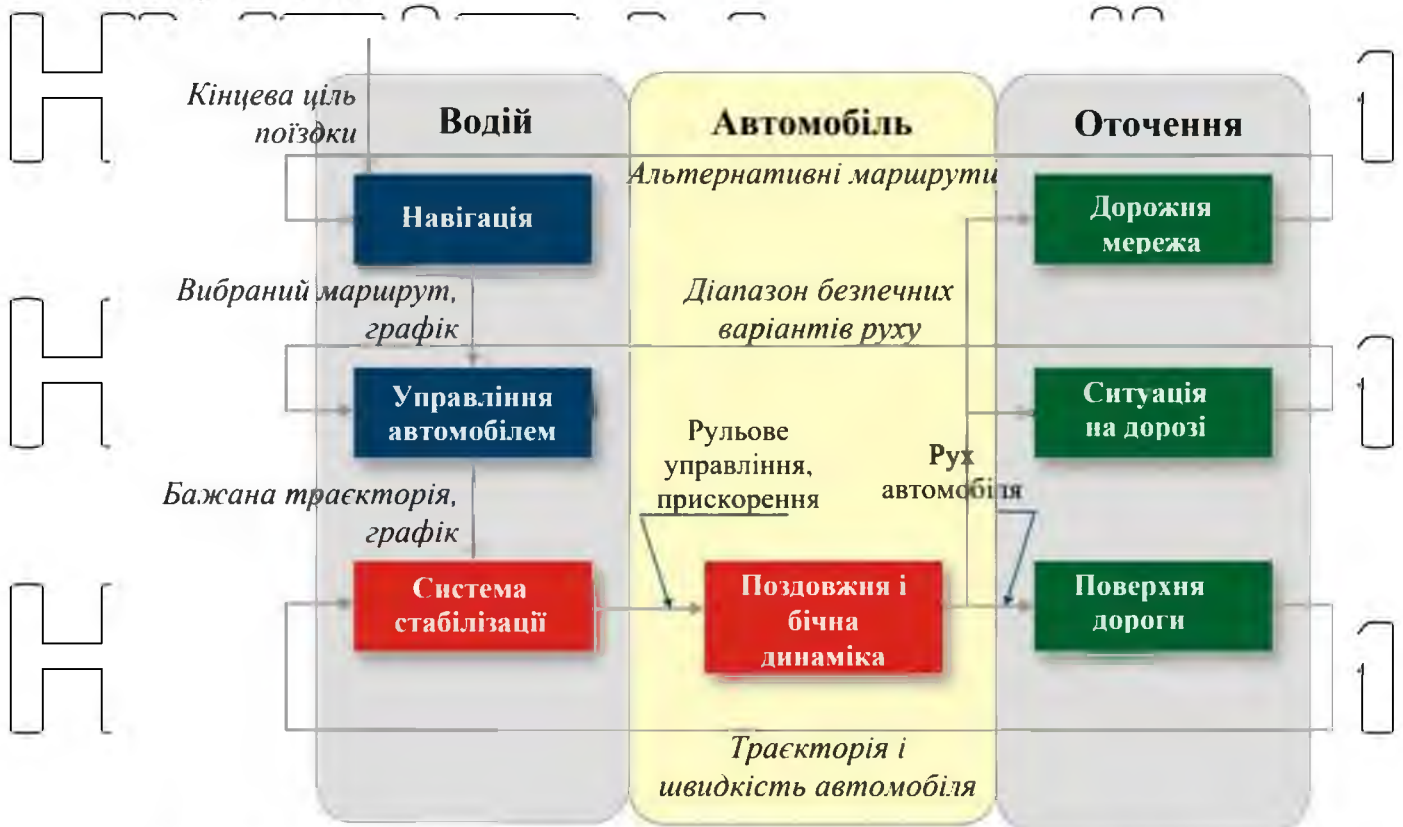 Кінцева ціль
поїздки
Водій
Автомобіль
Оточення
Альтернативні маршрути
Навігація
Дорожня
мережа
Вибраний маршрут,
графік
Діапазон безпечних
варіантів руху
Управління
автомобілем
Ситуація
на дорозі
Рульове
управління,
прискорення
Рух
автомобіля
Бажана траєкторія,
графік
Система
стабілізації
Поздовжня і
бічна
динаміка
Поверхня
дороги
Траєкторія і
швидкість автомобіля